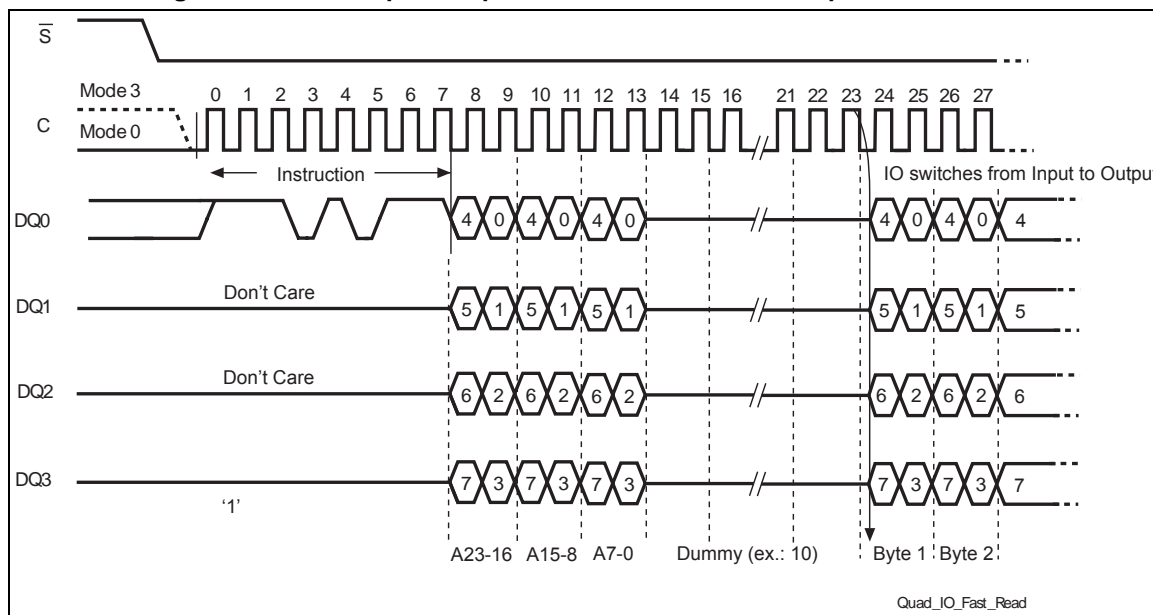 S
Mode 3
0 1 2 3 4 5 6 7 8 9 10 11 12 13 14 15 16 21 22 23 24 25 26 27
C
Mode 0
Instruction
IO switches from Input to Output
DQ0
4 0 4 0 4 0 4 0 4 0 4
Don't Care
DQ1
5 1 5 1 5 1 5 1 5 1 5
Don't Care
DQ2
6 2 6 2 6 2 6 2 6 2 6
DQ3
7 3 7 3 7 3 7 3 7 3 7
‘1’
A23-16 A15-8 A7-0 Dummy (ex.: 10) Byte 1 Byte 2
Quad_IO_Fast_Read